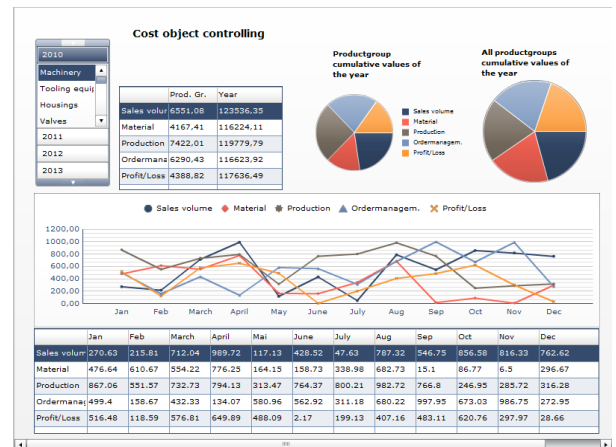 Cost object controlling
2010
Machinery
Tooling equip
Housings
Valves
2011
2012
2013
Prod. Gr. Year
Sales volum 6551,08 123536,35
Material 4167,41 116224,11
Production 7422,01 119779,79
Ordermana 6290,43 116623,92
Profit/Loss 4388,82 117636,49
Productgroup
cumulative values of
the year
Sales volume
Material
Production
Ordermanagem.
Profit/Loss
All productgroups
cumulative values of
the year
Sales volume Material Production Ordermanagem. Profit/Loss
1200,00
1000,00
800,00
600,00
400,00
200,00
0,00
Jan Feb March April May June July Aug Sep Oct Nov Dec
Jan Feb March April Mai June July Aug Sep Oct Nov Dec
Sales volum 270.63 215.81 712.04 989.72 117.13 428.52 47.63 787.32 546.75 856.58 816.33 762.62
Material 476.64 610.67 554.22 776.25 164.15 158.73 338.98 682.73 15.1 86.77 6.5 296.67
Production 867.06 551.57 732.73 794.13 313.47 764.37 800.21 982.72 766.8 246.95 285.72 316.28
Ordermanag 499.4 158.67 432.33 134.07 580.96 562.92 311.18 680.22 997.95 673.03 986.75 272.95
Profit/Loss 516.48 118.59 576.81 649.89 488.09 2.17 199.13 407.16 483.11 620.76 297.97 28.66